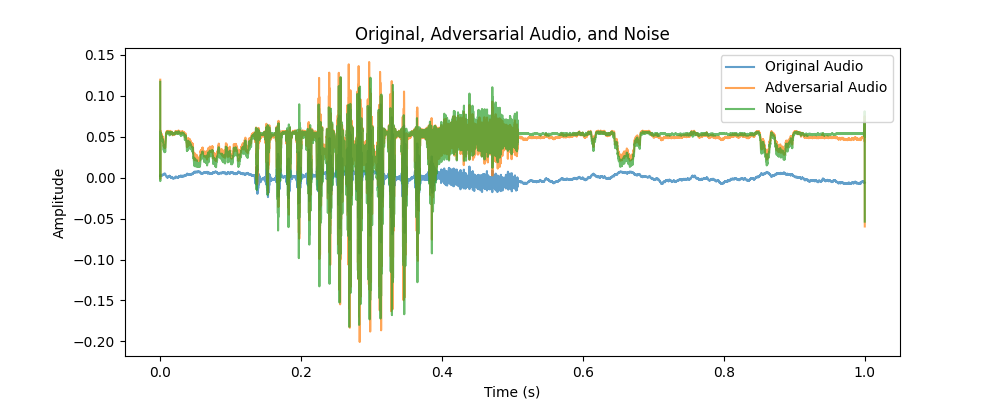 Original, Adversarial Audio, and Noise
Original Audio
Adversarial Audio
Noise
0.15
0.10
0.05
0.00
−0.05
−0.10
−0.15
−0.20
Amplitude
0.0 0.2 0.4 0.6 0.8 1.0
Time (s)